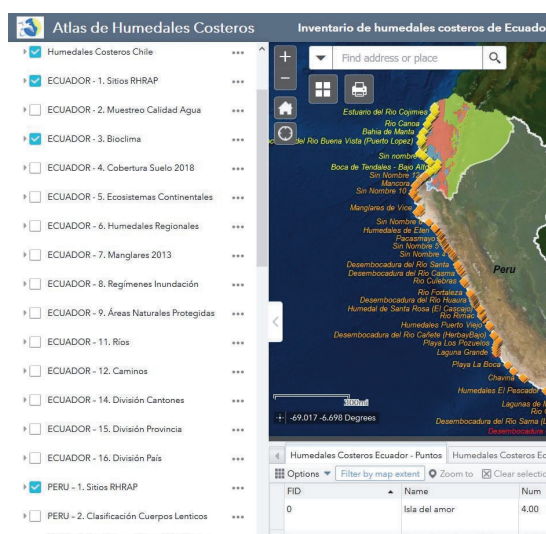 Atlas de Humedales Costeros
Inventario de humedales costeros de Ecuado
Humedales Costeros Chile
ECUADOR - 1. Sitios RHRAP
ECUADOR - 2. Muestreo Calidad Agua
ECUADOR - 3. Bioclima
ECUADOR - 4. Cobertura Suelo 2018
ECUADOR - 5. Ecosistemas Continentales
ECUADOR - 6. Humedales Regionales
ECUADOR - 7. Manglares 2013
ECUADOR - 8. Regímenes Inundación
ECUADOR - 9. Áreas Naturales Protegidas
ECUADOR - 11. Ríos
ECUADOR - 12. Caminos
ECUADOR - 14. División Cantones
ECUADOR - 15. División Provincia
ECUADOR - 16. División País
PERU - 1. Sitios RHRAP
PERU - 2. Clasificación Cuerpos Lenticos
Find address or place
Estuario del Rio Cojimies
Rio Canoa
Bahia de Manta
del Rio Buena Vista (Puerto Lopez)
Sin nombre
Boca de Tendales - Bajo Alto
Sin Nombre 12
Mancora
Sin Nombre 10
Manglares de Vice
Sin Nombre
Humedales de Eten
Pacasmayo
Sin Nombre 5
Sin Nombre 4
Desembocadura del Rio Santa
Desembocadura del Rio Casma
Rio Culebras
Peru
Rio Fortaleza
Desembocadura del Rio Huaura
Humedal de Santa Rosa (El Cascajo)
Rio Rimac
Humedales Puerto Viejo
Desembocadura del Rio Cañete (HerbayBajo)
Playa Los Pozuelos
Laguna Grande
Playa La Boca
Chavina
Humedales El Pescador
Lagunas de
Rio
Desembocadura del Rio Sama (L
Desembocadura
-69.017 -6.698 Degrees
Humedales Costeros Ecuador - Puntos
Humedales Costeros Ec
Options
Filter by map extent
Zoom to
Clear selectio
FID
Name
Num
0
Isla del amor
4.00